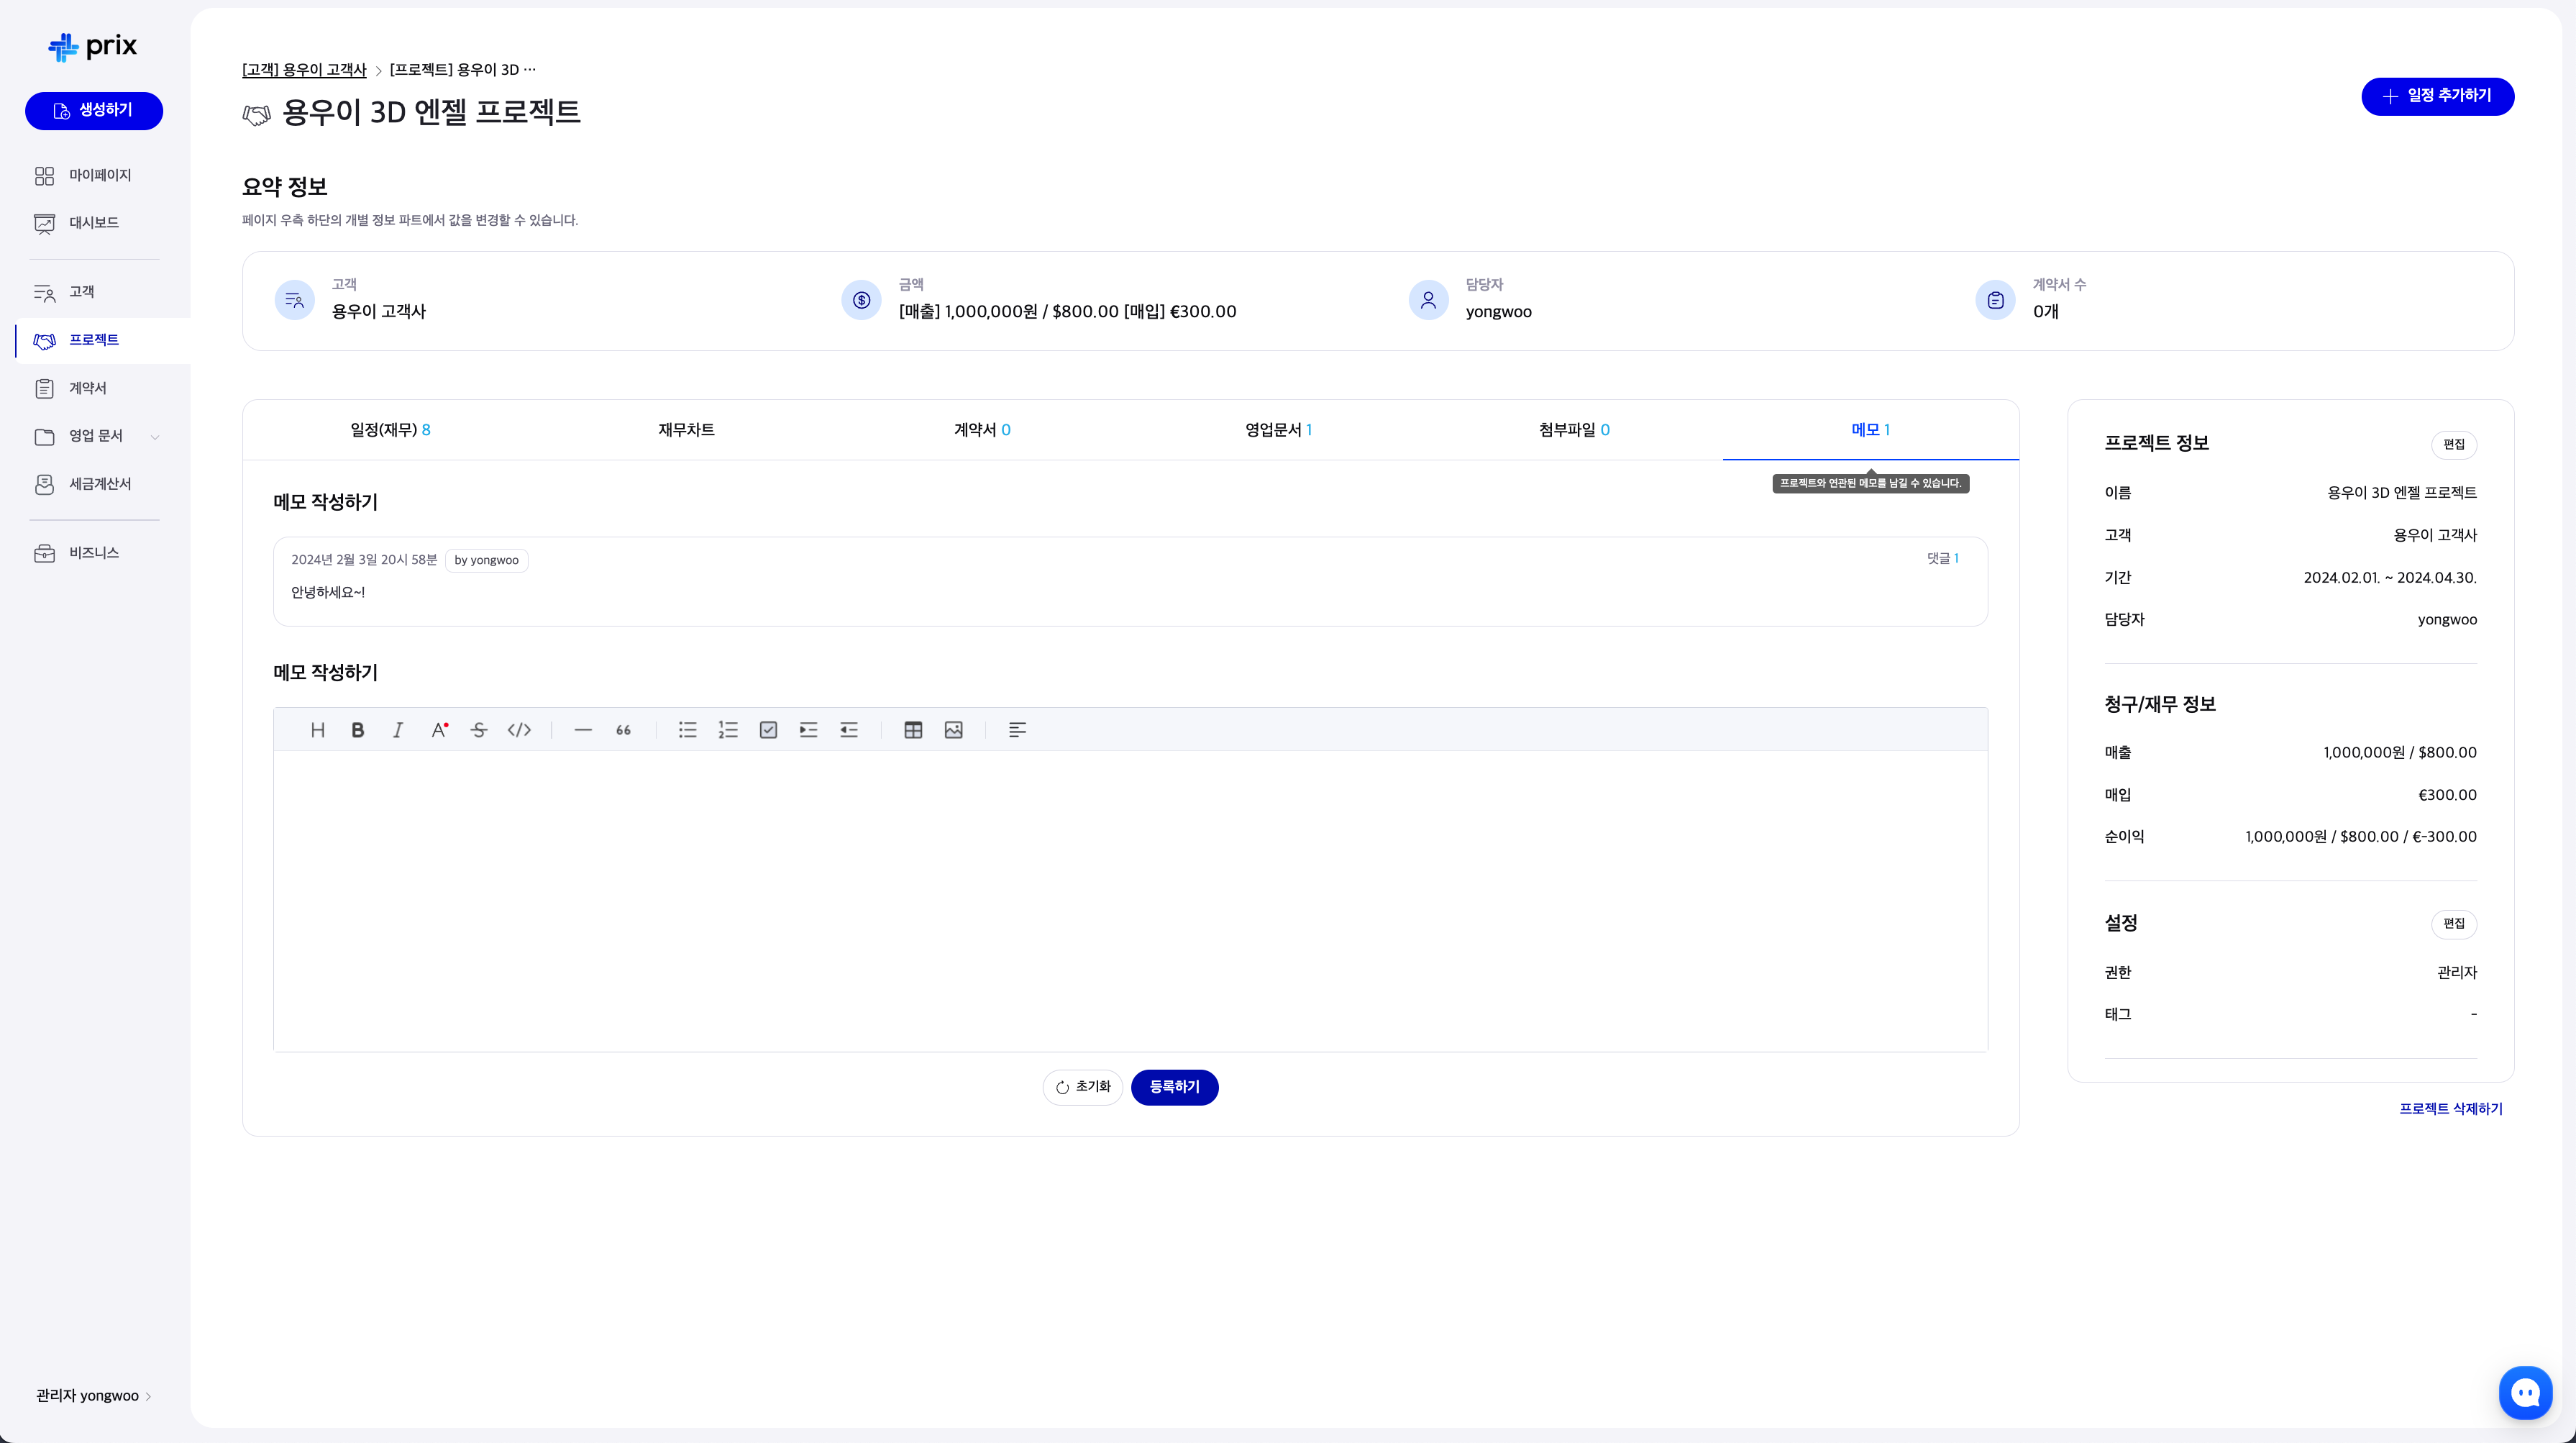 prix
생성하기
마이페이지
대시보드
고객
프로젝트
계약서
영업 문서
세금계산서
비즈니스
관리자 yongwoo
[고객] 용우이 고객사 > [프로젝트] 용우이 3D ···
용우이 3D 엔젤 프로젝트
+ 일정 추가하기
요약 정보
페이지 우측 하단의 개별 정보 파트에서 값을 변경할 수 있습니다.
고객
용우이 고객사
금액
[매출] 1,000,000원 / $800.00 [매입] €300.00
담당자
yongwoo
계약서 수
0개
일정(재무) 8 재무차트 계약서 0 영업문서 1 첨부파일 0 메모 1
프로젝트와 연관된 메모를 남길 수 있습니다.
메모 작성하기
2024년 2월 3일 20시 58분 by yongwoo 댓글 1
안녕하세요~!
메모 작성하기
초기화 등록하기
프로젝트 정보 편집
이름 용우이 3D 엔젤 프로젝트
고객 용우이 고객사
기간 2024.02.01. ~ 2024.04.30.
담당자 yongwoo
청구/재무 정보
매출 1,000,000원 / $800.00
매입 €300.00
순이익 1,000,000원 / $800.00 / €-300.00
설정 편집
권한 관리자
태그 -
프로젝트 삭제하기